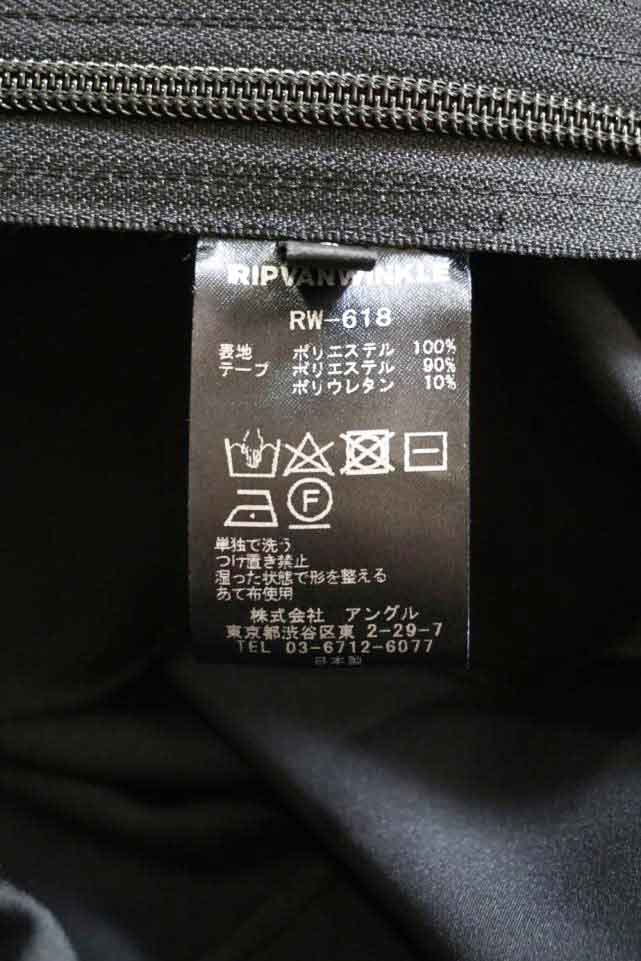 RIPVANWINKLE
RW-618
表地 ポリエステル 100%
テープ ポリエステル 90%
ポリウレタン 10%
F
単独で洗う
つけ置き禁止
湿った状態で形を整える
あて布使用
株式会社 アングル
東京都渋谷区東 2-29-7
TEL 03-6712-6077
日本製